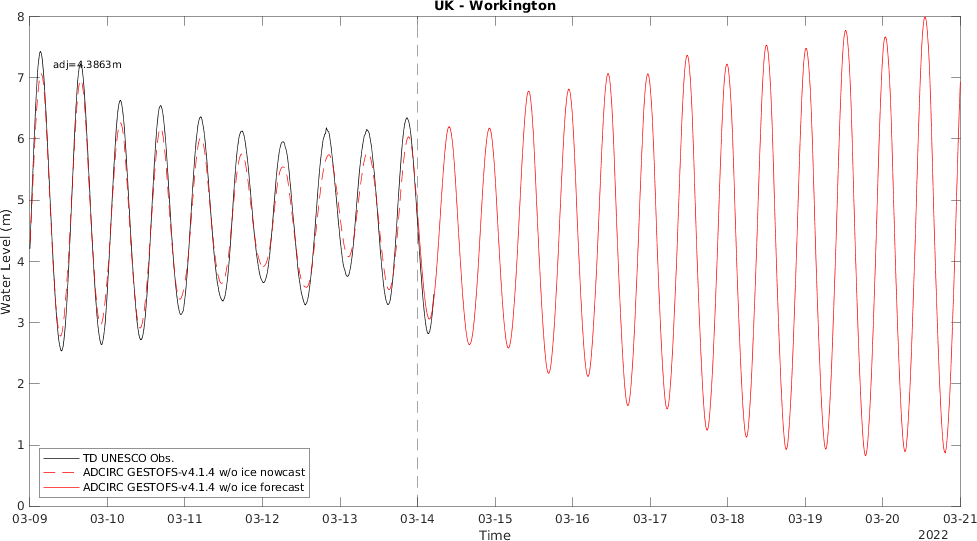 UK - Workington
8
adj=4.3863m
7
6
5
4
3
2
1
0
Water Level (m)
TD UNESCO Obs.
ADCIRC GESTOFS-v4.1.4 w/o ice nowcast
ADCIRC GESTOFS-v4.1.4 w/o ice forecast
03-09 03-10 03-11 03-12 03-13 03-14 03-15 03-16 03-17 03-18 03-19 03-20 03-21
Time
2022